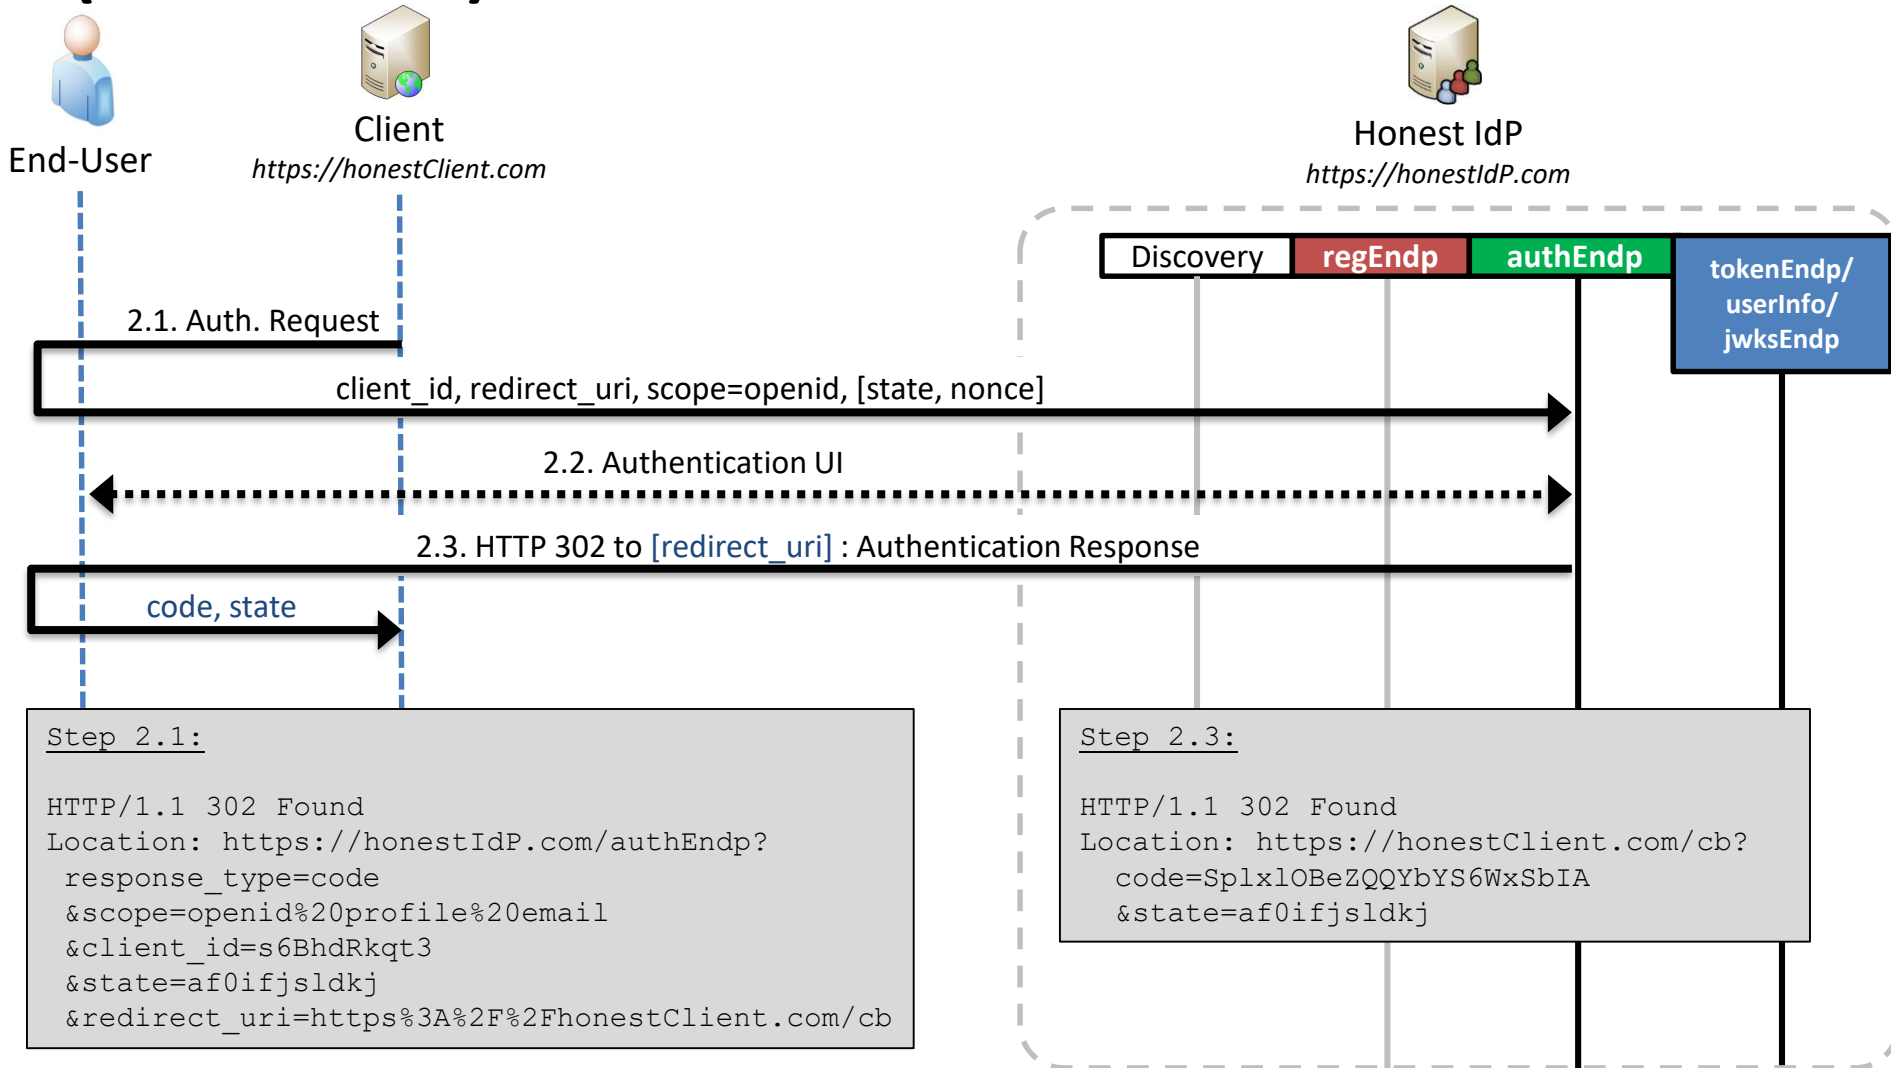 End-User
Client
https://honestClient.com
Honest IdP
https://honestIdP.com
Discovery
regEndp
authEndp
tokenEndp/
userInfo/
jwksEndp
2.1. Auth. Request
client_id, redirect_uri, scope=openid, [state, nonce]
2.2. Authentication UI
2.3. HTTP 302 to [redirect_uri] : Authentication Response
code, state
Step 2.1:
HTTP/1.1 302 Found
Location: https://honestIdP.com/authEndp?
response_type=code
&scope=openid%20profile%20email
&client_id=s6BhdRkqt3
&state=af0ifjsldkj
&redirect_uri=https%3A%2F%2FhonestClient.com/cb
Step 2.3:
HTTP/1.1 302 Found
Location: https://honestClient.com/cb?
code=SplxlOBeZQQYbYS6WxSbIA
&state=af0ifjsldkj